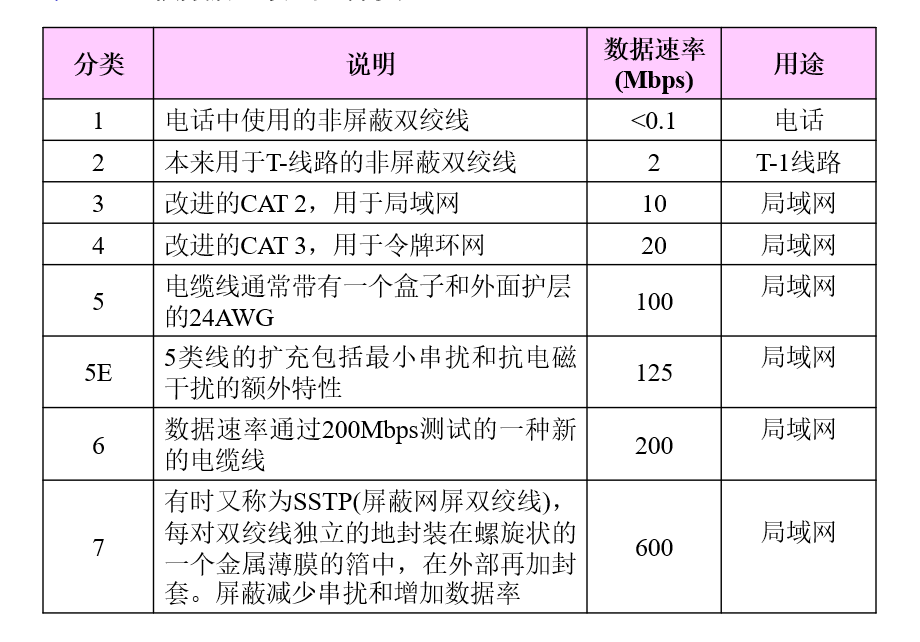 分类 说明 数据速率(Mbps) 用途
1 电话中使用的非屏蔽双绞线 <0.1 电话
2 本来用于T-线路的非屏蔽双绞线 2 T-1线路
3 改进的CAT 2，用于局域网 10 局域网
4 改进的CAT 3，用于令牌环网 20 局域网
5 电缆线通常带有一个盒子和外面护层 100 局域网
的24AWG
5E 5类线的扩充包括最小串扰和抗电磁 125 局域网
干扰的额外特性
6 数据速率通过200Mbps测试的一种新 200 局域网
的电缆线
7 有时又称为SSTP(屏蔽网屏双绞线)， 600 局域网
每对双绞线独立的地封装在螺旋状的
一个金属薄膜的箔中，在外部再加封
套。屏蔽减少串扰和增加数据率